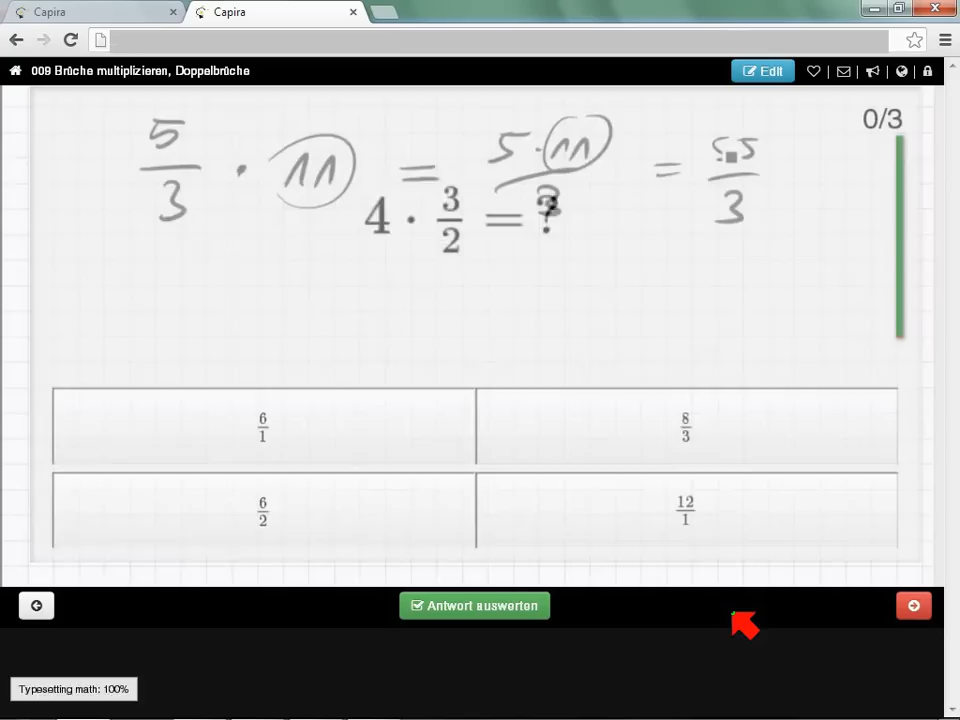 Capira
Capira
009 Brüche multiplizieren, Doppelbrüche
Edit
0/3
5/3 · 11 = 5 · 11/3 = 55/3
4 · 3/2 = ?
6/1
8/3
6/2
12/1
Antwort auswerten
Typesetting math: 100%